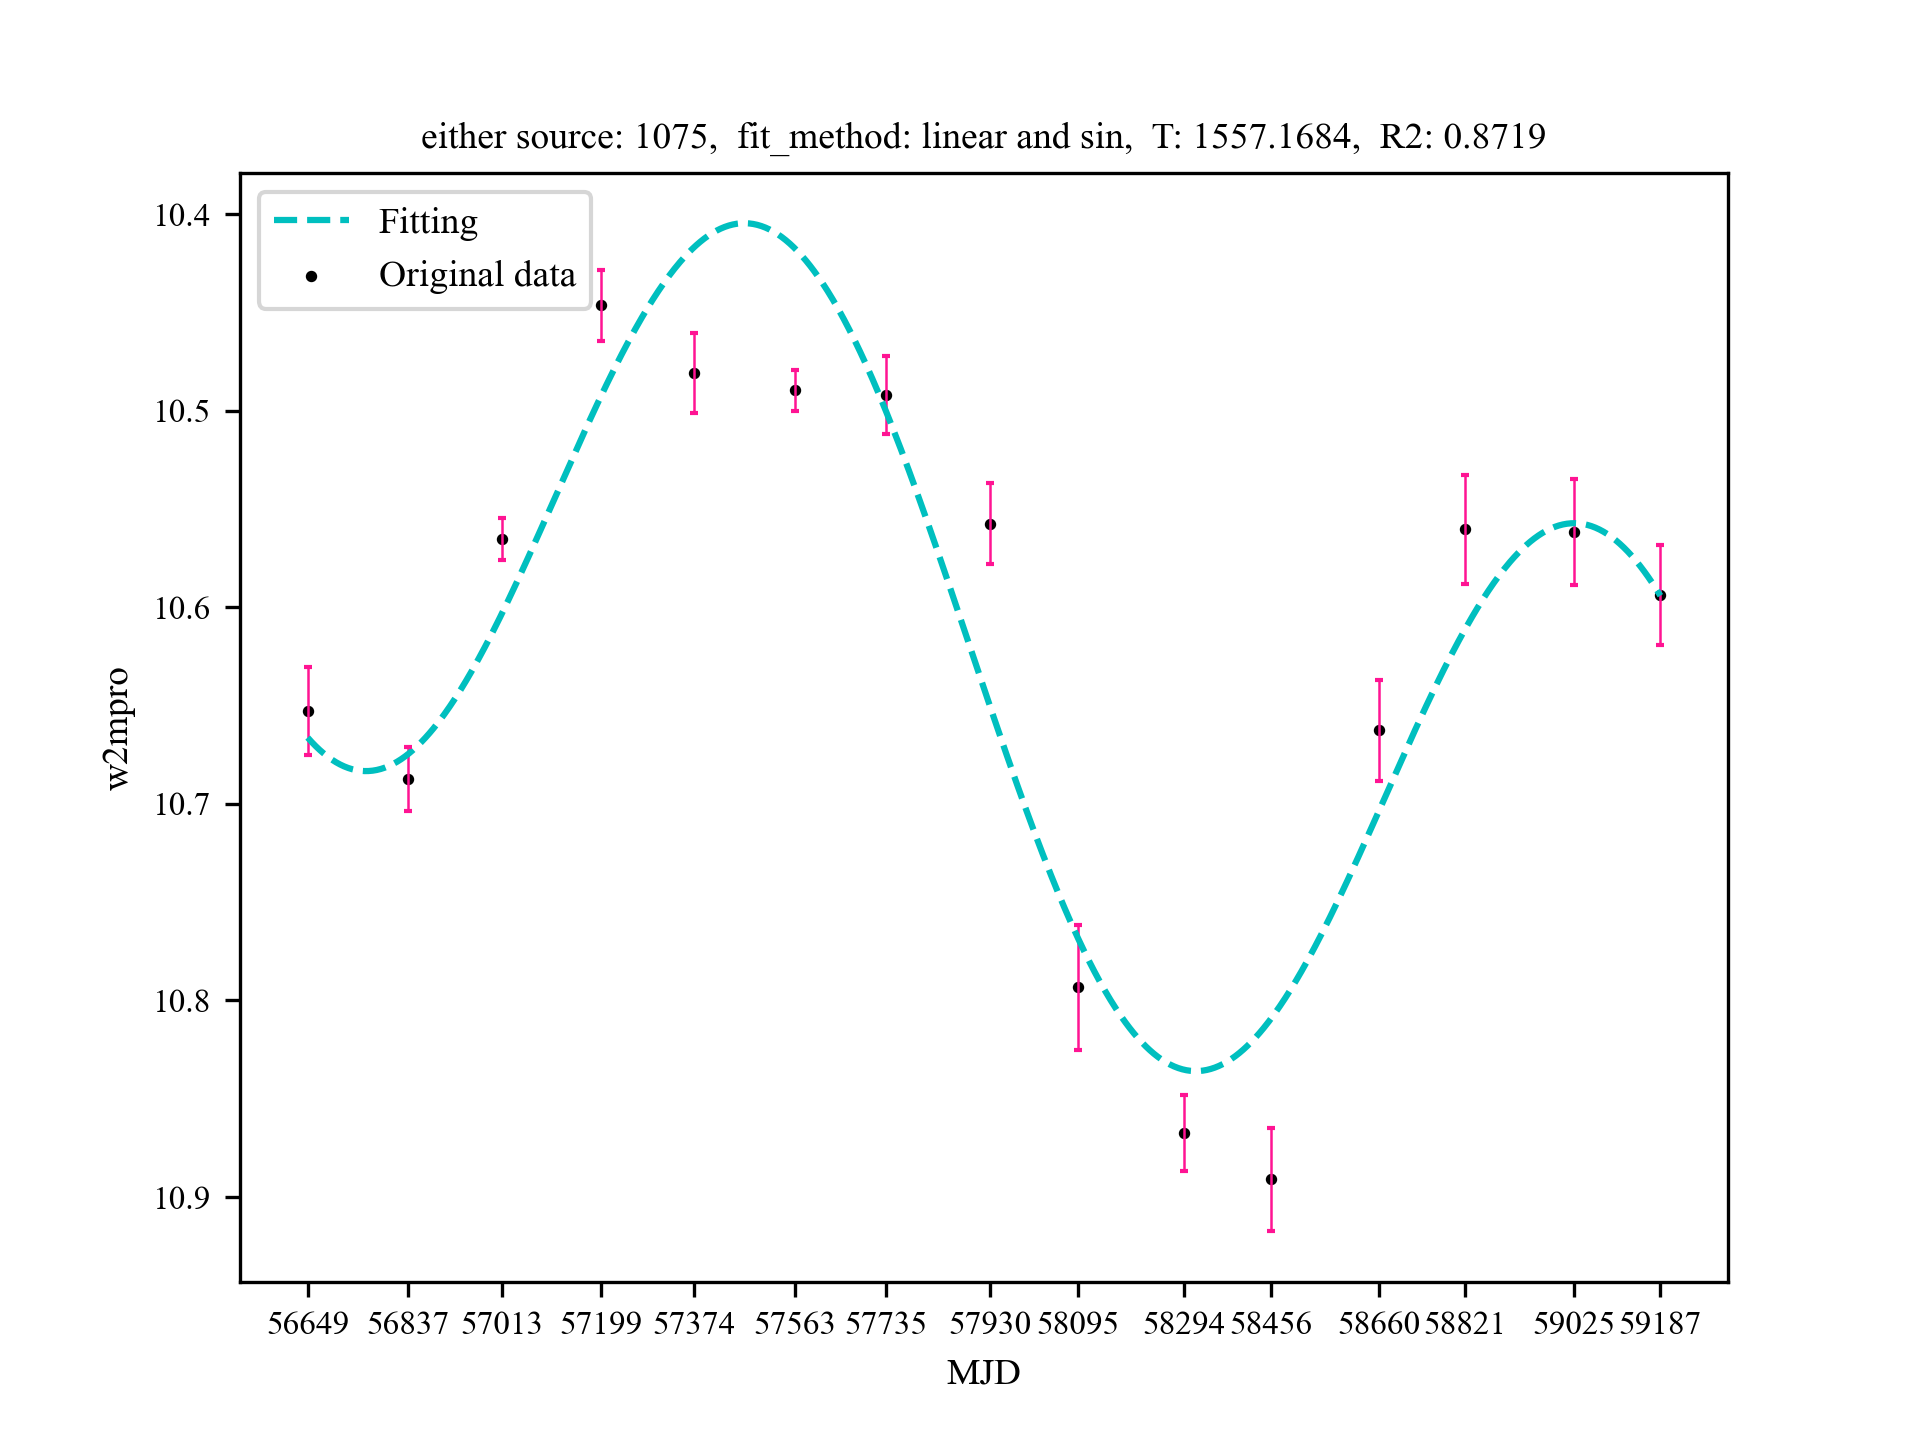 either source: 1075,  fit_method: linear and sin,  T: 1557.1684,  R2: 0.8719
Fitting
Original data
10.4
10.5
10.6
10.7
10.8
10.9
w2mpro
56649 56837 57013 57199 57374 57563 57735 57930 58095 58294 58456 58660 58821 59025 59187
MJD